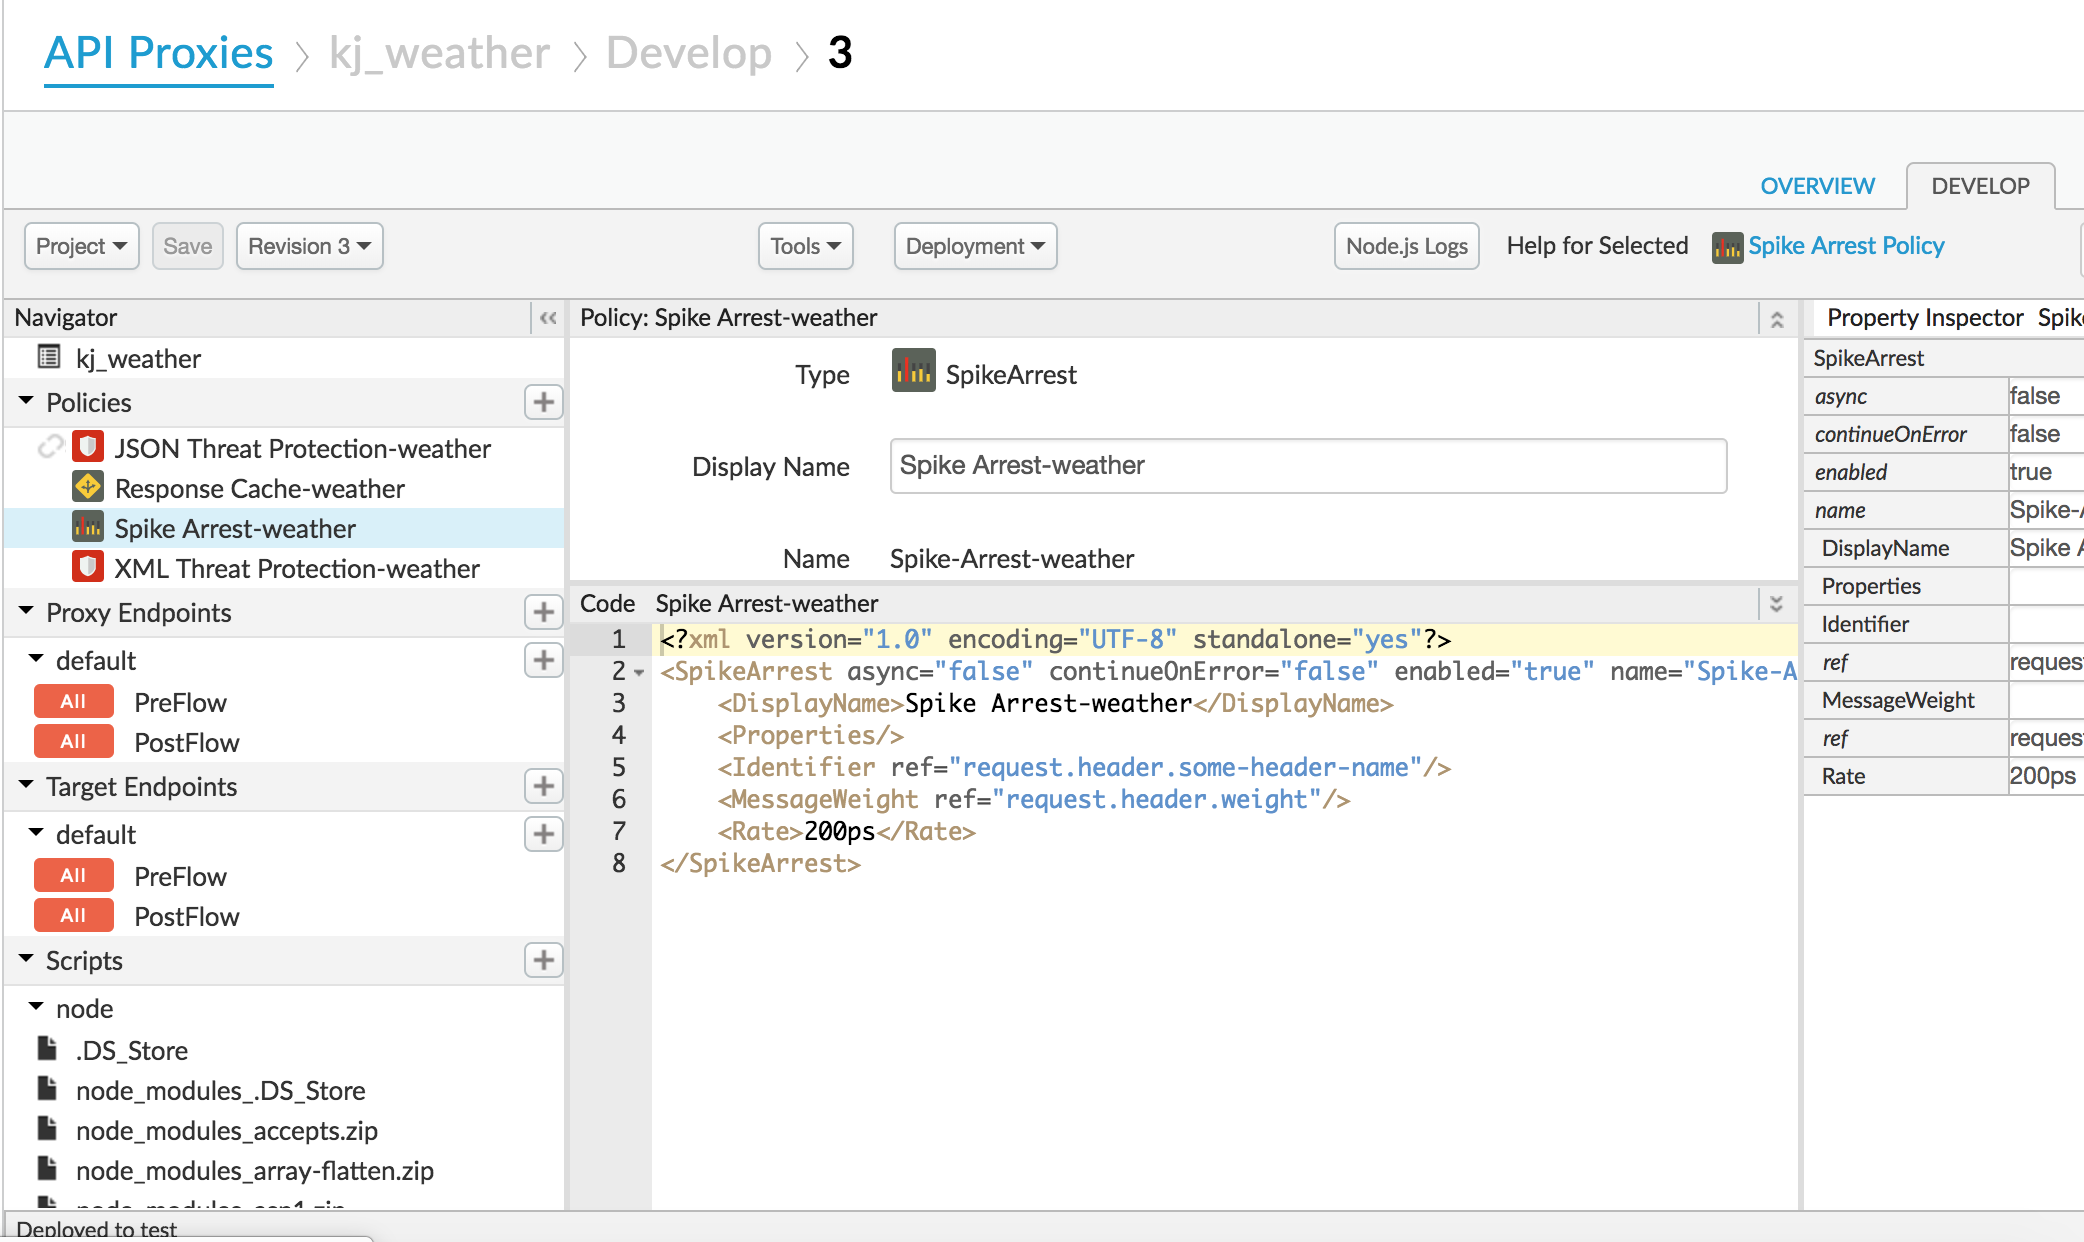 API Proxies > kj_weather > Develop > 3
OVERVIEW DEVELOP
Project Save Revision 3 Tools Deployment Node.js Logs Help for Selected Spike Arrest Policy
Navigator
kj_weather
Policies
JSON Threat Protection-weather
Response Cache-weather
Spike Arrest-weather
XML Threat Protection-weather
Proxy Endpoints
default
All PreFlow
All PostFlow
Target Endpoints
default
All PreFlow
All PostFlow
Scripts
node
.DS_Store
node_modules_.DS_Store
node_modules_accepts.zip
node_modules_array-flatten.zip
Policy: Spike Arrest-weather
Type SpikeArrest
Display Name Spike Arrest-weather
Name Spike-Arrest-weather
Code Spike Arrest-weather
1 <?xml version="1.0" encoding="UTF-8" standalone="yes"?>
2 <SpikeArrest async="false" continueOnError="false" enabled="true" name="Spike-A
3 <DisplayName>Spike Arrest-weather</DisplayName>
4 <Properties/>
5 <Identifier ref="request.header.some-header-name"/>
6 <MessageWeight ref="request.header.weight"/>
7 <Rate>200ps</Rate>
8 </SpikeArrest>
Property Inspector Spike
SpikeArrest
async false
continueOnError false
enabled true
name Spike-A
DisplayName Spike A
Properties
Identifier
ref request
MessageWeight
ref request
Rate 200ps
Deployed to test